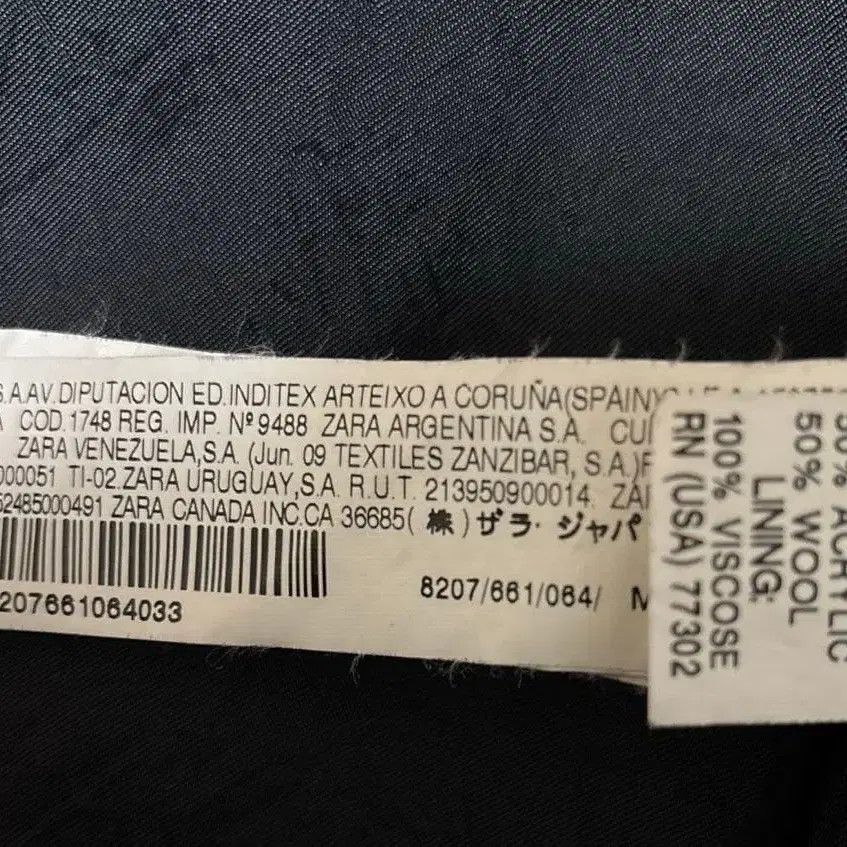 S.A.AV.DIPUTACION ED.INDITEX ARTEIXO A CORUÑA(SPAIN)
COD.1748 REG. IMP. Nº 9488 ZARA ARGENTINA S.A.
ZARA VENEZUELA,S.A. (Jun. 09 TEXTILES ZANZIBAR, S.A.)
000051 TI-02.ZARA URUGUAY,S.A. R.U.T. 213950900014.
52485000491 ZARA CANADA INC.CA 36685(株)ザラ・ジャパ
207661064033
8207/661/064/ M
50% ACRYLIC
50% WOOL
LINING:
100% VISCOSE
RN (USA) 77302